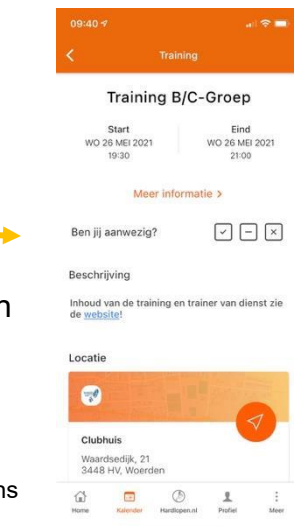 09:40
Training
Training B/C-Groep
Start
WO 26 MEI 2021
19:30
Eind
WO 26 MEI 2021
21:00
Meer informatie >
Ben jij aanwezig?
Beschrijving
n
Inhoud van de training en trainer van dienst zie
de website!
Locatie
Clubhuis
Waardsedijk, 21
3448 HV, Woerden
ns
Home
Kalender
Hardlopen.nl
Profiel
Meer